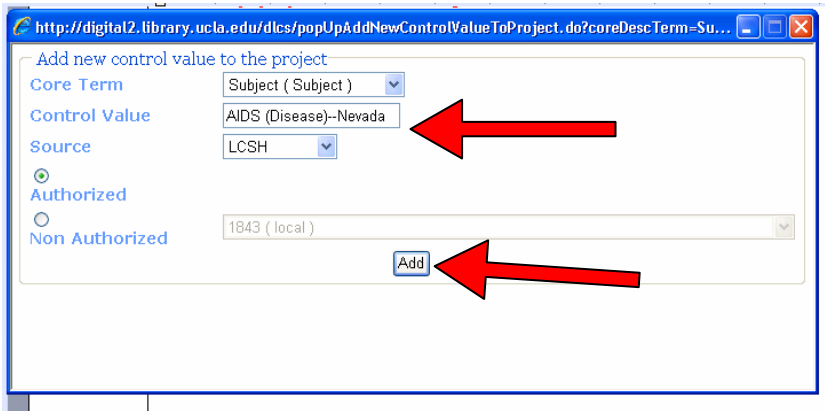 http://digital2.library.ucla.edu/dlcs/popUpAddNewControlValueToProject.do?coreDescTerm=Su...
Add new control value to the project
Core Term Subject ( Subject )
Control Value AIDS (Disease)--Nevada
Source LCSH
Authorized
Non Authorized 1843 ( local )
Add